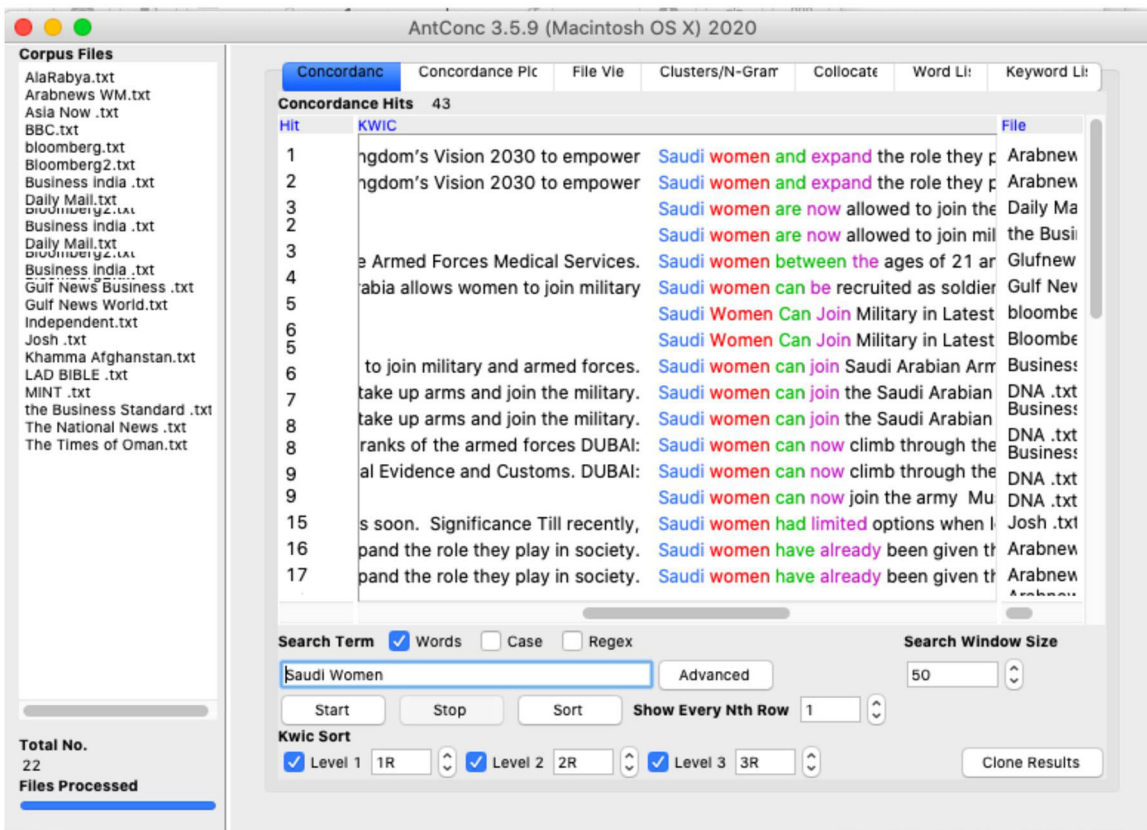 AntConc 3.5.9 (Macintosh OS X) 2020
Corpus Files
AlaRabya.txt
Arabnews WM.txt
Asia Now .txt
BBC.txt
bloomberg.txt
Bloomberg2.txt
Business india .txt
Daily Mail.txt
Bloomberg2.txt
Business india .txt
Daily Mail.txt
Bloomberg2.txt
Business india .txt
Gulf News Business .txt
Gulf News World.txt
Independent.txt
Josh .txt
Khamma Afghanstan.txt
LAD BIBLE .txt
MINT .txt
the Business Standard .txt
The National News .txt
The Times of Oman.txt
Total No.
22
Files Processed
Concordanc Concordance Plc File Vie Clusters/N-Gram Collocate Word Li Keyword Li
Concordance Hits 43
Hit KWIC File
1 ngdom's Vision 2030 to empower Saudi women and expand the role they p Arabnew
2 ngdom's Vision 2030 to empower Saudi women and expand the role they p Arabnew
3 Saudi women are now allowed to join the Daily Ma
2 Saudi women are now allowed to join mil the Busi
3 e Armed Forces Medical Services. Saudi women between the ages of 21 ar Glufnew
4 abia allows women to join military Saudi women can be recruited as soldier Gulf Nev
5 Saudi Women Can Join Military in Latest bloombe
6 Saudi Women Can Join Military in Latest Bloombe
5
6 to join military and armed forces. Saudi women can join Saudi Arabian Arm Business
7 take up arms and join the military. Saudi women can join the Saudi Arabian DNA .txt
Business
8 take up arms and join the military. Saudi women can join the Saudi Arabian
DNA .txt
8 ranks of the armed forces DUBAI: Saudi women can now climb through the Business
9 al Evidence and Customs. DUBAI: Saudi women can now climb through the DNA .txt
9 Saudi women can now join the army Mu DNA .txt
15 s soon. Significance Till recently, Saudi women had limited options when l Josh .txt
16 pand the role they play in society. Saudi women have already been given th Arabnew
17 pand the role they play in society. Saudi women have already been given th Arabnew
Search Term Words Case Regex Search Window Size
Saudi Women Advanced 50
Start Stop Sort Show Every Nth Row 1
Kwic Sort
Level 1 1R Level 2 2R Level 3 3R Clone Results